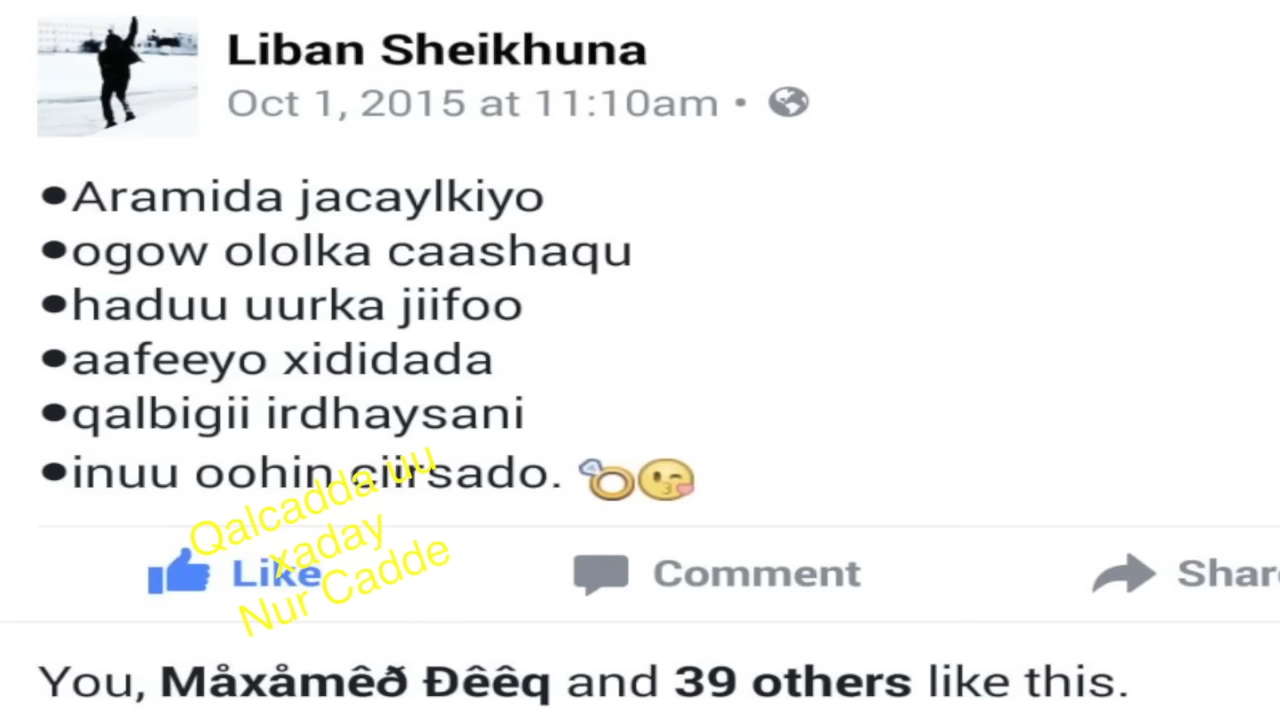 Liban Sheikhuna
Oct 1, 2015 at 11:10am •
•Aramida jacaylkiyo
•ogow ololka caashaqu
•haduu uurka jiifoo
•aafeeyo xididada
•qalbigii irdhaysani
•inuu oohin ciirsado.
Qalcadda uu
xaday
Nur Cadde
Like Comment Share
You, Måxåmêð Ðêêq and 39 others like this.